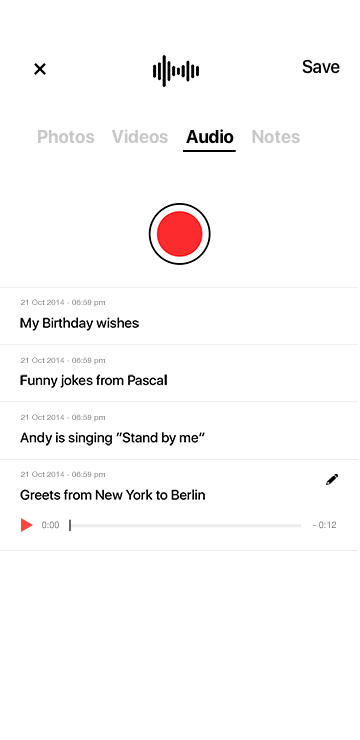 Save
Photos Videos Audio Notes
21 Oct 2014 - 06:59 pm
My Birthday wishes
21 Oct 2014 - 06:59 pm
Funny jokes from Pascal
21 Oct 2014 - 06:59 pm
Andy is singing “Stand by me”
21 Oct 2014 - 06:59 pm
Greets from New York to Berlin
0:00 - 0:12